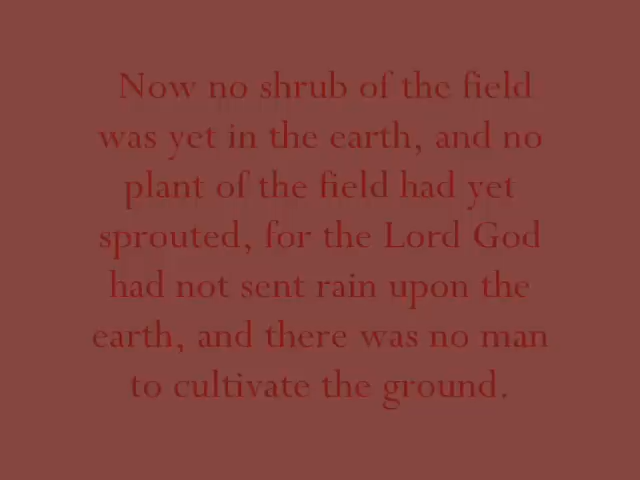 Now no shrub of the field
was yet in the earth, and no
plant of the field had yet
sprouted, for the Lord God
had not sent rain upon the
earth, and there was no man
to cultivate the ground.